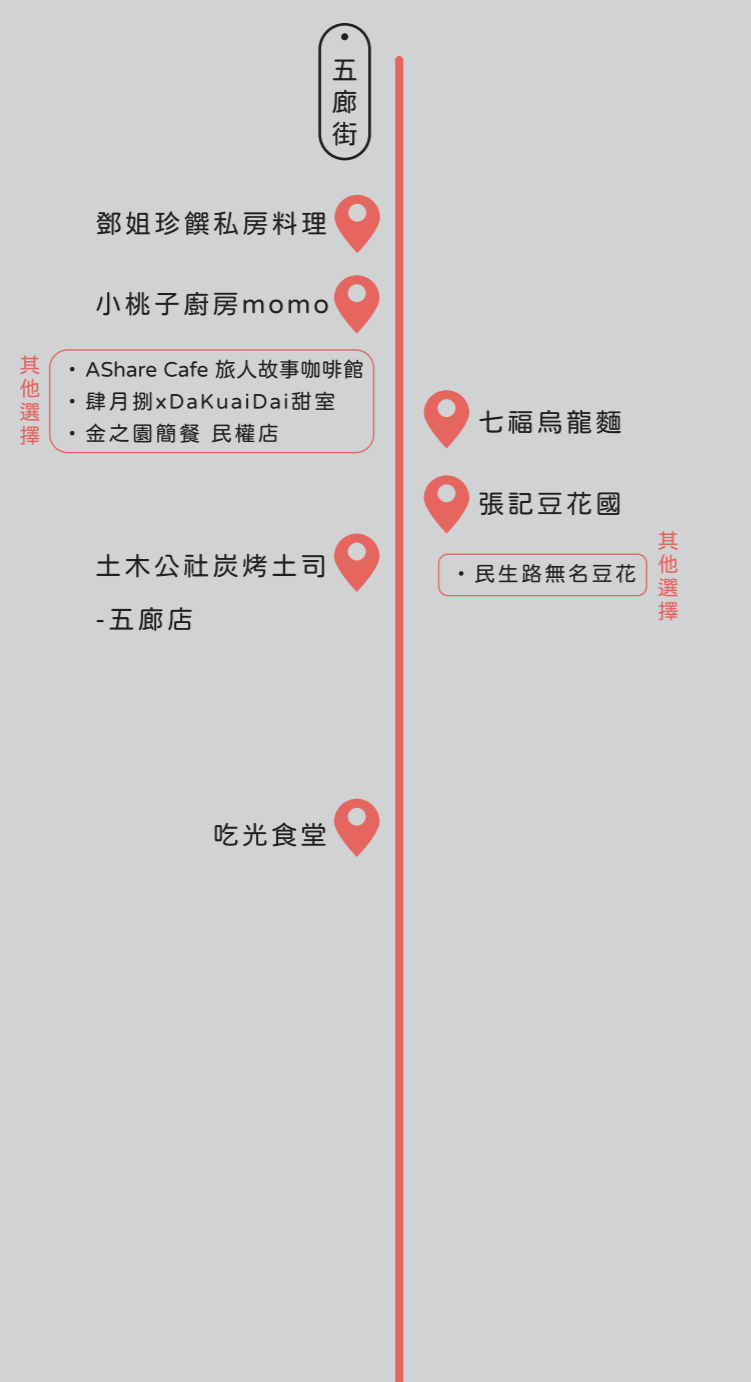 五廊街
鄧姐珍饌私房料理
小桃子廚房momo
其他選擇
・AShare Cafe 旅人故事咖啡館
・肆月捌xDaKuaiDai甜室
・金之園簡餐 民權店
七福烏龍麵
張記豆花國
其他選擇
・民生路無名豆花
土木公社炭烤土司
-五廊店
吃光食堂